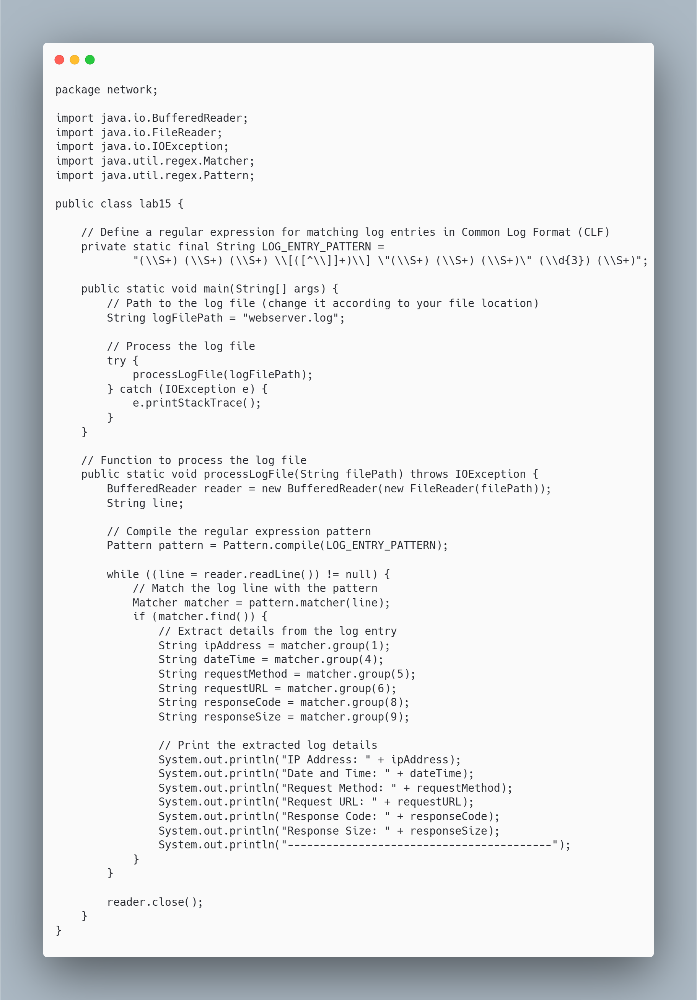 package network;

import java.io.BufferedReader;
import java.io.FileReader;
import java.io.IOException;
import java.util.regex.Matcher;
import java.util.regex.Pattern;

public class lab15 {

    // Define a regular expression for matching log entries in Common Log Format (CLF)
    private static final String LOG_ENTRY_PATTERN =
            "(\\S+) (\\S+) (\\S+) \\[([^\\]]+)\\] \"(\\S+) (\\S+) (\\S+)\" (\\d{3}) (\\S+)";

    public static void main(String[] args) {
        // Path to the log file (change it according to your file location)
        String logFilePath = "webserver.log";

        // Process the log file
        try {
            processLogFile(logFilePath);
        } catch (IOException e) {
            e.printStackTrace();
        }
    }

    // Function to process the log file
    public static void processLogFile(String filePath) throws IOException {
        BufferedReader reader = new BufferedReader(new FileReader(filePath));
        String line;

        // Compile the regular expression pattern
        Pattern pattern = Pattern.compile(LOG_ENTRY_PATTERN);

        while ((line = reader.readLine()) != null) {
            // Match the log line with the pattern
            Matcher matcher = pattern.matcher(line);
            if (matcher.find()) {
                // Extract details from the log entry
                String ipAddress = matcher.group(1);
                String dateTime = matcher.group(4);
                String requestMethod = matcher.group(5);
                String requestURL = matcher.group(6);
                String responseCode = matcher.group(8);
                String responseSize = matcher.group(9);

                // Print the extracted log details
                System.out.println("IP Address: " + ipAddress);
                System.out.println("Date and Time: " + dateTime);
                System.out.println("Request Method: " + requestMethod);
                System.out.println("Request URL: " + requestURL);
                System.out.println("Response Code: " + responseCode);
                System.out.println("Response Size: " + responseSize);
                System.out.println("-----------------------------------------");
            }
        }

        reader.close();
    }
}